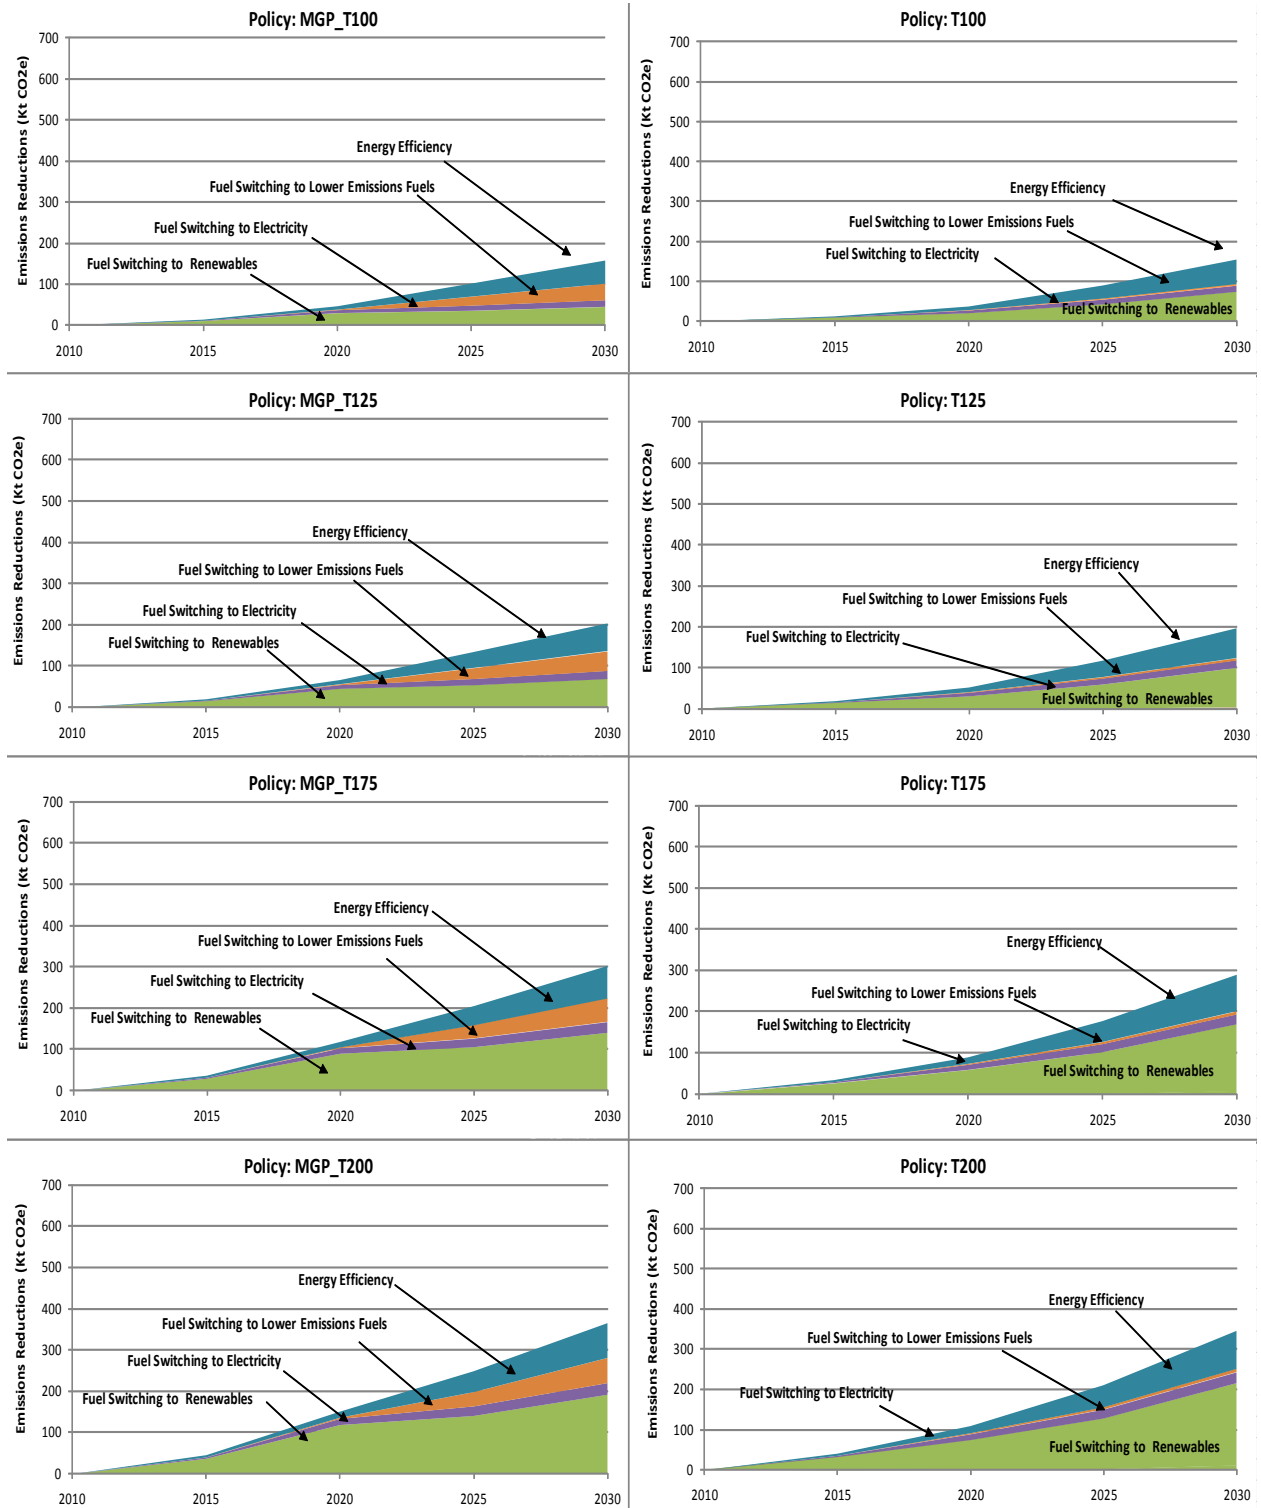 Policy: MGP_T100
Emissions Reductions (Kt CO2e)
700
600
500
400
300
200
100
0
Energy Efficiency
Fuel Switching to Lower Emissions Fuels
Fuel Switching to Electricity
Fuel Switching to Renewables
2010 2015 2020 2025 2030
Policy: T100
Emissions Reductions (Kt CO2e)
700
600
500
400
300
200
100
0
Energy Efficiency
Fuel Switching to Lower Emissions Fuels
Fuel Switching to Electricity
Fuel Switching to Renewables
2010 2015 2020 2025 2030
Policy: MGP_T125
Emissions Reductions (Kt CO2e)
700
600
500
400
300
200
100
0
Energy Efficiency
Fuel Switching to Lower Emissions Fuels
Fuel Switching to Electricity
Fuel Switching to Renewables
2010 2015 2020 2025 2030
Policy: T125
Emissions Reductions (Kt CO2e)
700
600
500
400
300
200
100
0
Energy Efficiency
Fuel Switching to Lower Emissions Fuels
Fuel Switching to Electricity
Fuel Switching to Renewables
2010 2015 2020 2025 2030
Policy: MGP_T175
Emissions Reductions (Kt CO2e)
700
600
500
400
300
200
100
0
Energy Efficiency
Fuel Switching to Lower Emissions Fuels
Fuel Switching to Electricity
Fuel Switching to Renewables
2010 2015 2020 2025 2030
Policy: T175
Emissions Reductions (Kt CO2e)
700
600
500
400
300
200
100
0
Energy Efficiency
Fuel Switching to Lower Emissions Fuels
Fuel Switching to Electricity
Fuel Switching to Renewables
2010 2015 2020 2025 2030
Policy: MGP_T200
Emissions Reductions (Kt CO2e)
700
600
500
400
300
200
100
0
Energy Efficiency
Fuel Switching to Lower Emissions Fuels
Fuel Switching to Electricity
Fuel Switching to Renewables
2010 2015 2020 2025 2030
Policy: T200
Emissions Reductions (Kt CO2e)
700
600
500
400
300
200
100
0
Energy Efficiency
Fuel Switching to Lower Emissions Fuels
Fuel Switching to Electricity
Fuel Switching to Renewables
2010 2015 2020 2025 2030